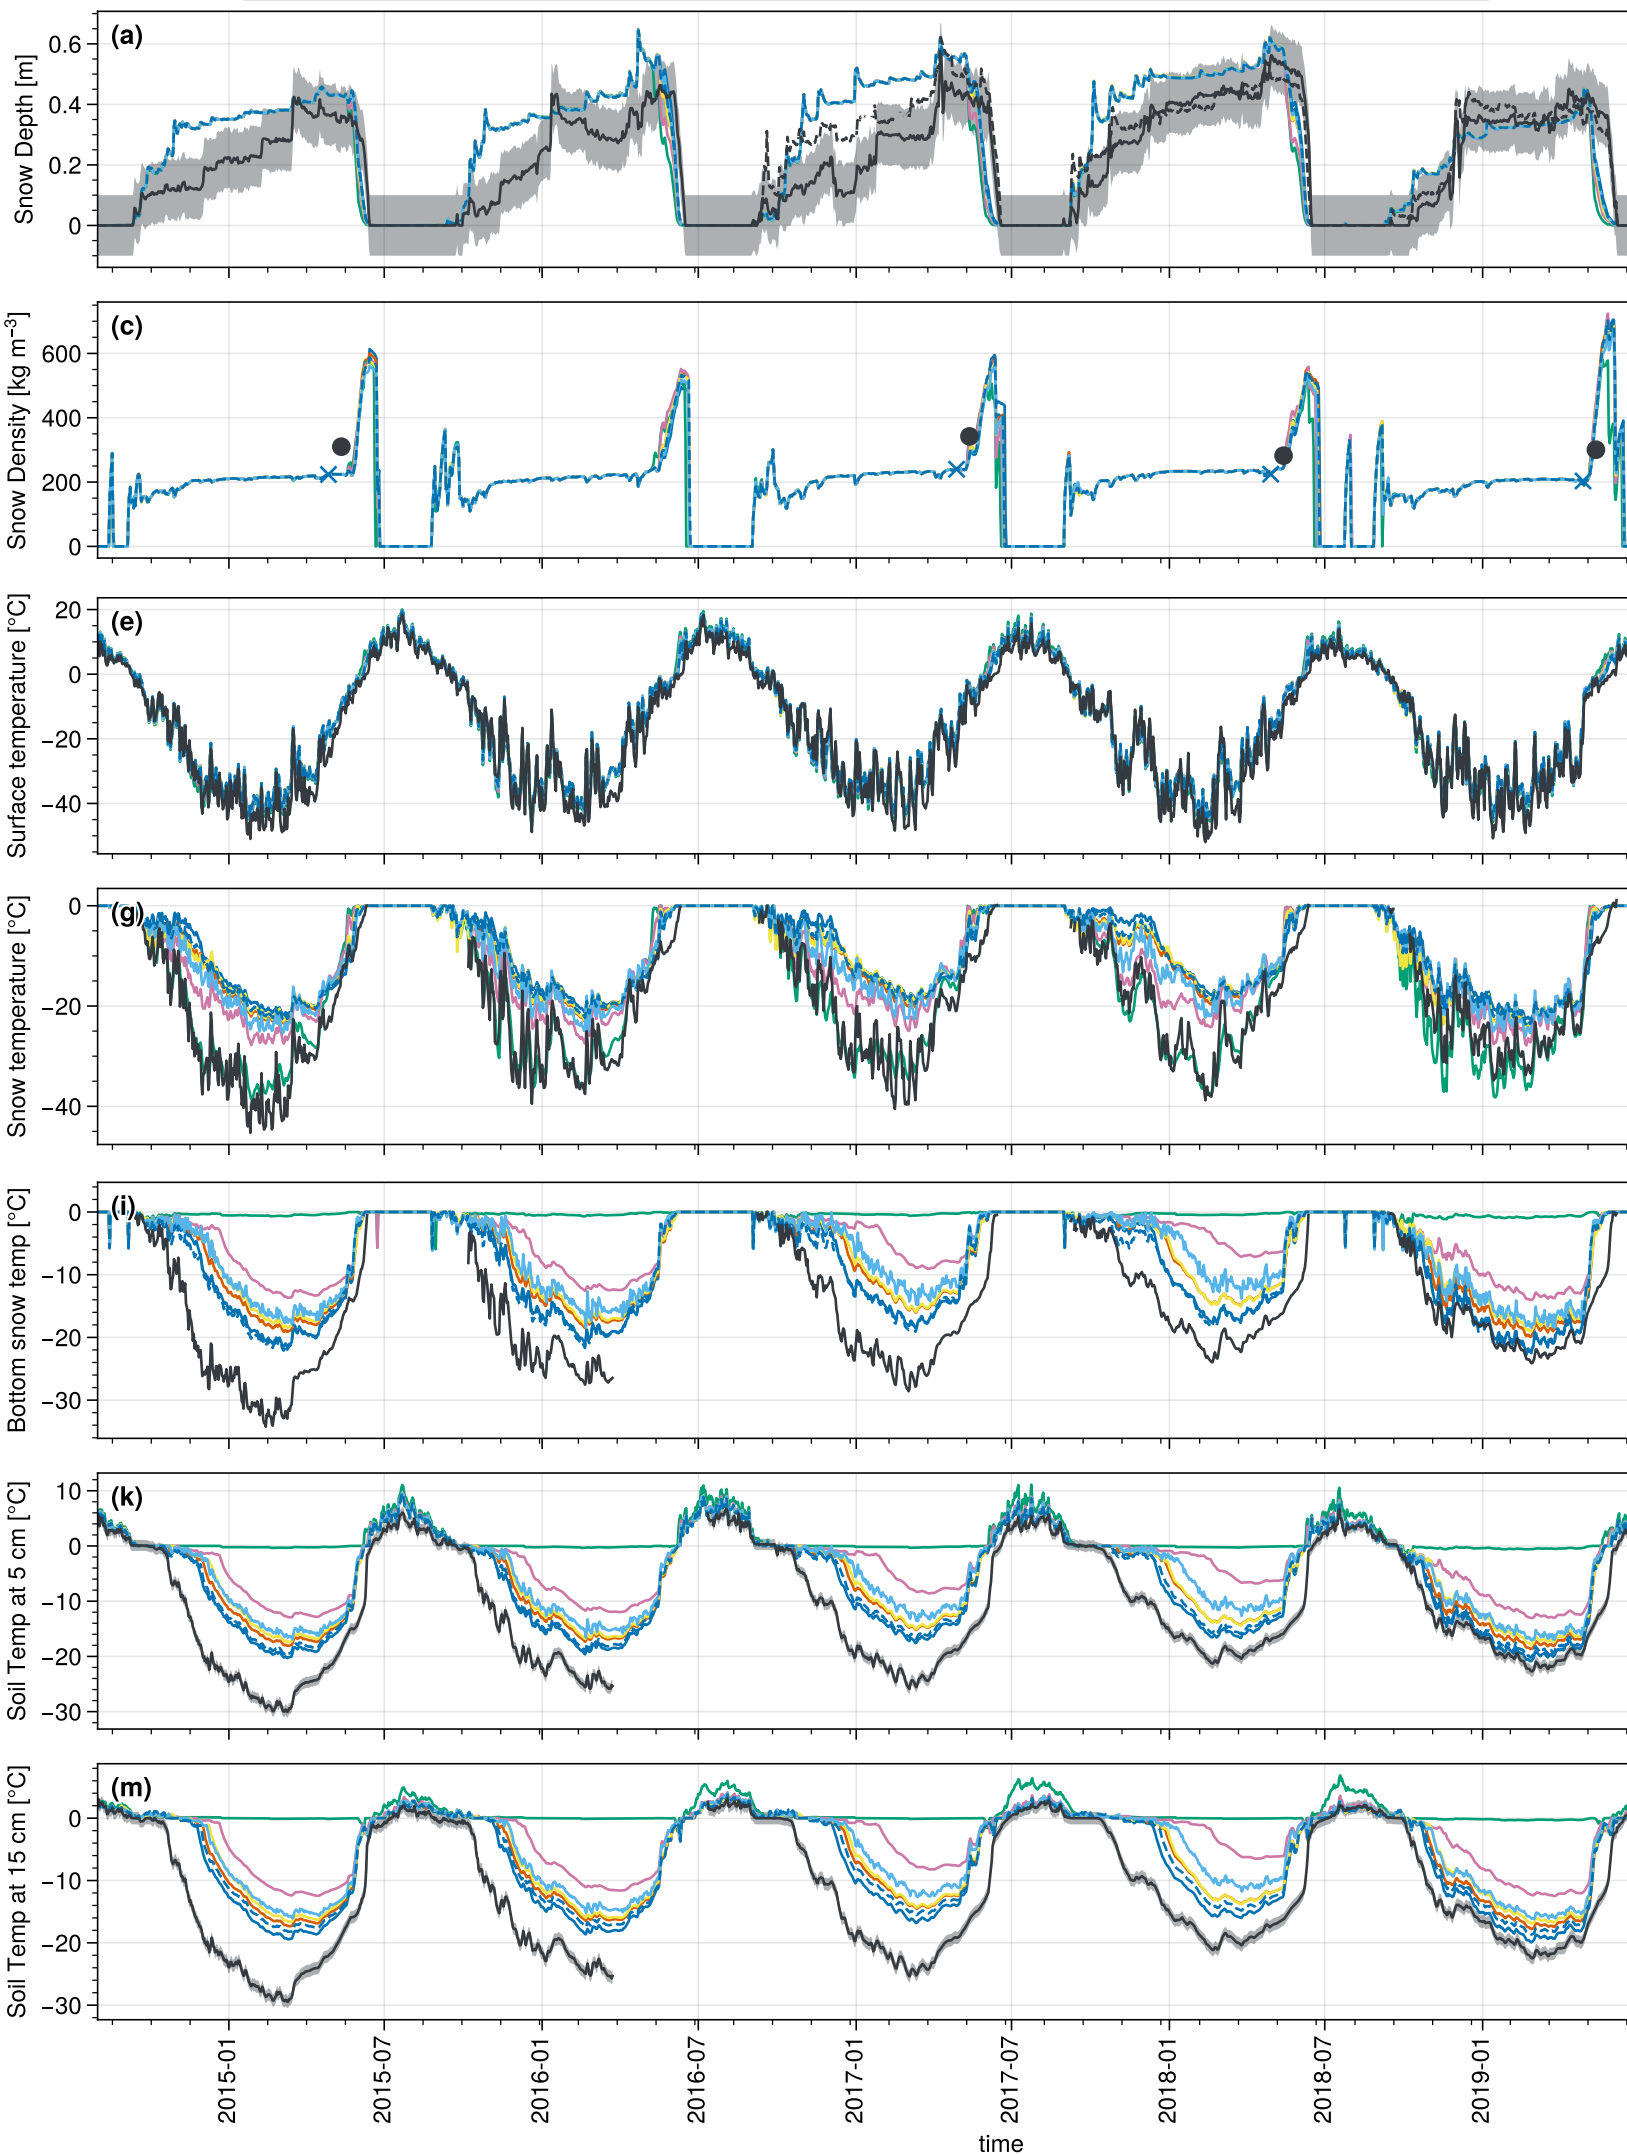 (a)
Snow Depth [m]
0.6
0.4
0.2
0
(c)
Snow Density [kg m⁻³]
600
400
200
0
(e)
Surface temperature [°C]
20
0
−20
−40
(g)
Snow temperature [°C]
0
−20
−40
(i)
Bottom snow temp [°C]
0
−10
−20
−30
(k)
Soil Temp at 5 cm [°C]
10
0
−10
−20
−30
(m)
Soil Temp at 15 cm [°C]
0
−10
−20
−30
2015-01
2015-07
2016-01
2016-07
2017-01
2017-07
2018-01
2018-07
2019-01
time